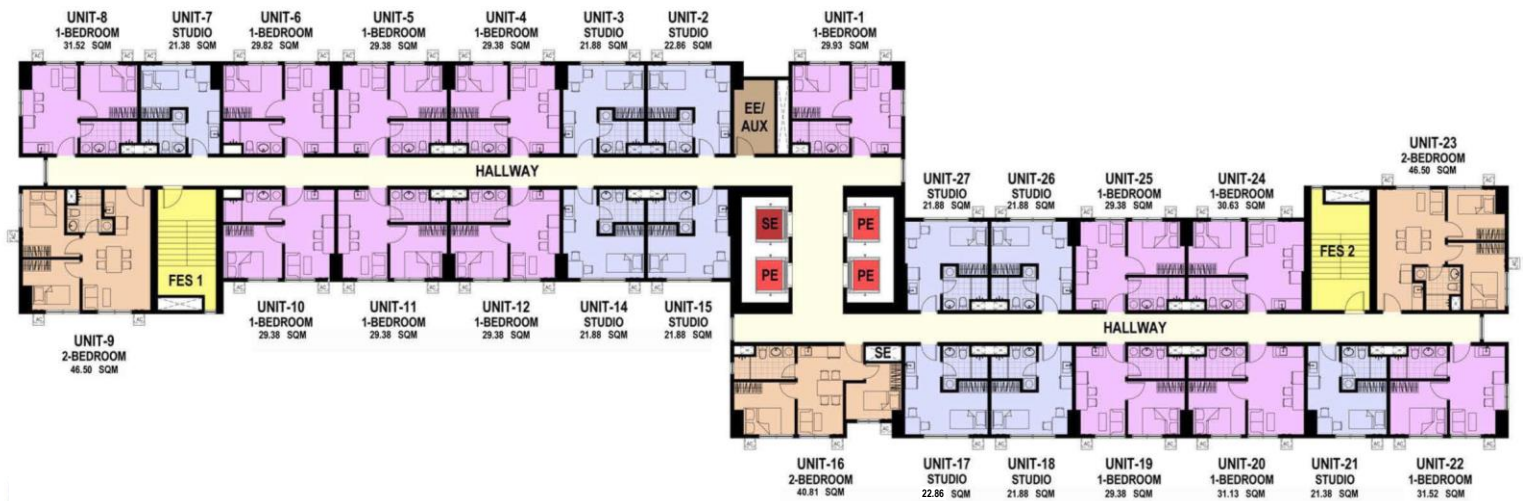 UNIT-8
1-BEDROOM
31.52 SQM
UNIT-7
STUDIO
21.38 SQM
UNIT-6
1-BEDROOM
29.82 SQM
UNIT-5
1-BEDROOM
29.38 SQM
UNIT-4
1-BEDROOM
29.38 SQM
UNIT-3
STUDIO
21.88 SQM
UNIT-2
STUDIO
22.86 SQM
UNIT-1
1-BEDROOM
29.93 SQM
EE/
AUX
HALLWAY
UNIT-27
STUDIO
21.88 SQM
UNIT-26
STUDIO
21.88 SQM
UNIT-25
1-BEDROOM
29.38 SQM
UNIT-24
1-BEDROOM
30.63 SQM
UNIT-23
2-BEDROOM
46.50 SQM
SE
PE
PE
PE
FES 1
FES 2
UNIT-9
2-BEDROOM
46.50 SQM
UNIT-10
1-BEDROOM
29.38 SQM
UNIT-11
1-BEDROOM
29.38 SQM
UNIT-12
1-BEDROOM
29.38 SQM
UNIT-14
STUDIO
21.88 SQM
UNIT-15
STUDIO
21.88 SQM
HALLWAY
SE
UNIT-16
2-BEDROOM
40.81 SQM
UNIT-17
STUDIO
22.86 SQM
UNIT-18
STUDIO
21.88 SQM
UNIT-19
1-BEDROOM
29.38 SQM
UNIT-20
1-BEDROOM
31.13 SQM
UNIT-21
STUDIO
21.38 SQM
UNIT-22
1-BEDROOM
31.52 SQM